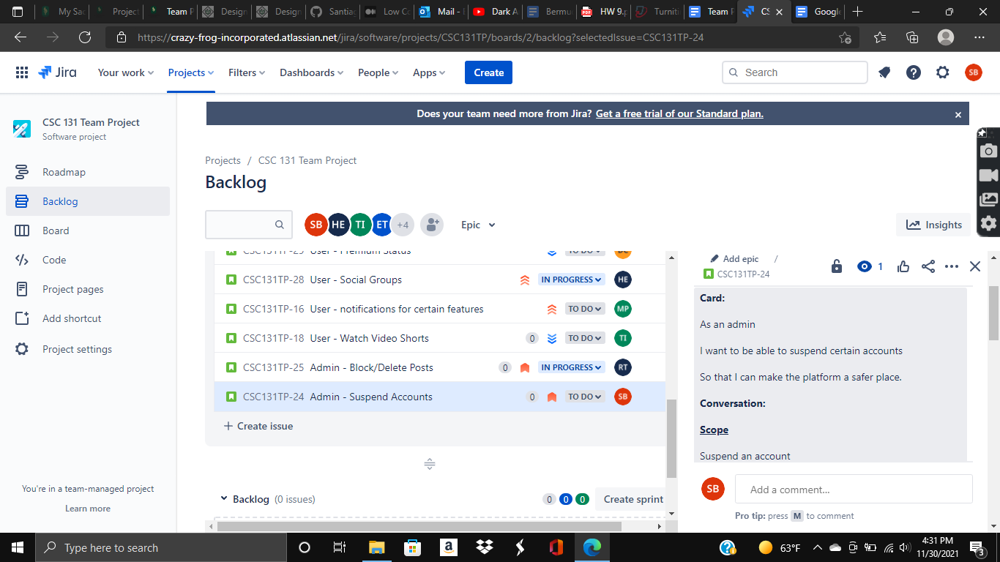 My Sac
Project
Team P
Design
Design
Santiag
Low Co
Mail -
Dark A
Bermu
HW 9.p
Turniti
Team P
CS
Google
https://crazy-frog-incorporated.atlassian.net/jira/software/projects/CSC131TP/boards/2/backlog?selectedIssue=CSC131TP-24
Jira
Your work
Projects
Filters
Dashboards
People
Apps
Create
Search
SB
CSC 131 Team Project
Software project
Does your team need more from Jira? Get a free trial of our Standard plan.
Roadmap
Backlog
Board
Code
Project pages
Add shortcut
Project settings
You're in a team-managed project
Learn more
Projects / CSC 131 Team Project
Backlog
SB HE TI ET +4
Epic
Insights
CSC131TP-29 User - Premium Status TO DO DC
CSC131TP-28 User - Social Groups IN PROGRESS HE
CSC131TP-16 User - notifications for certain features TO DO MP
CSC131TP-18 User - Watch Video Shorts 0 TO DO TI
CSC131TP-25 Admin - Block/Delete Posts 0 IN PROGRESS RT
CSC131TP-24 Admin - Suspend Accounts 0 TO DO SB
+ Create issue
Backlog (0 issues) 0 0 0 Create sprint
Add epic /
CSC131TP-24
1
Card:
As an admin
I want to be able to suspend certain accounts
So that I can make the platform a safer place.
Conversation:
Scope
Suspend an account
SB
Add a comment…
Pro tip: press M to comment
Type here to search
63°F
4:31 PM
11/30/2021
3